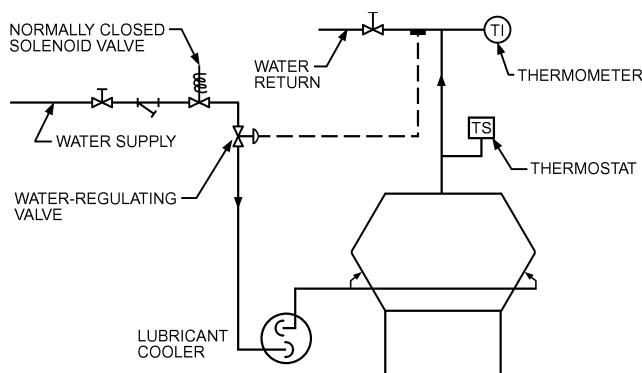 NORMALLY CLOSED
SOLENOID VALVE
WATER
RETURN
TI
THERMOMETER
WATER SUPPLY
TS
THERMOSTAT
WATER-REGULATING
VALVE
LUBRICANT
COOLER